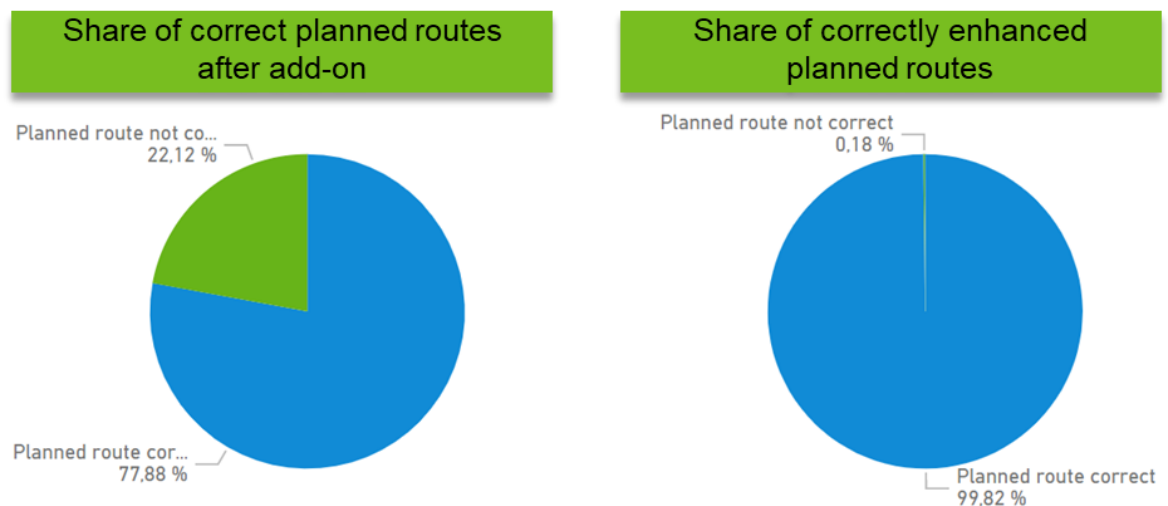 Share of correct planned routes
after add-on
Planned route not co...
22,12 %
Planned route cor...
77,88 %
Share of correctly enhanced
planned routes
Planned route not correct
0,18 %
Planned route correct
99,82 %